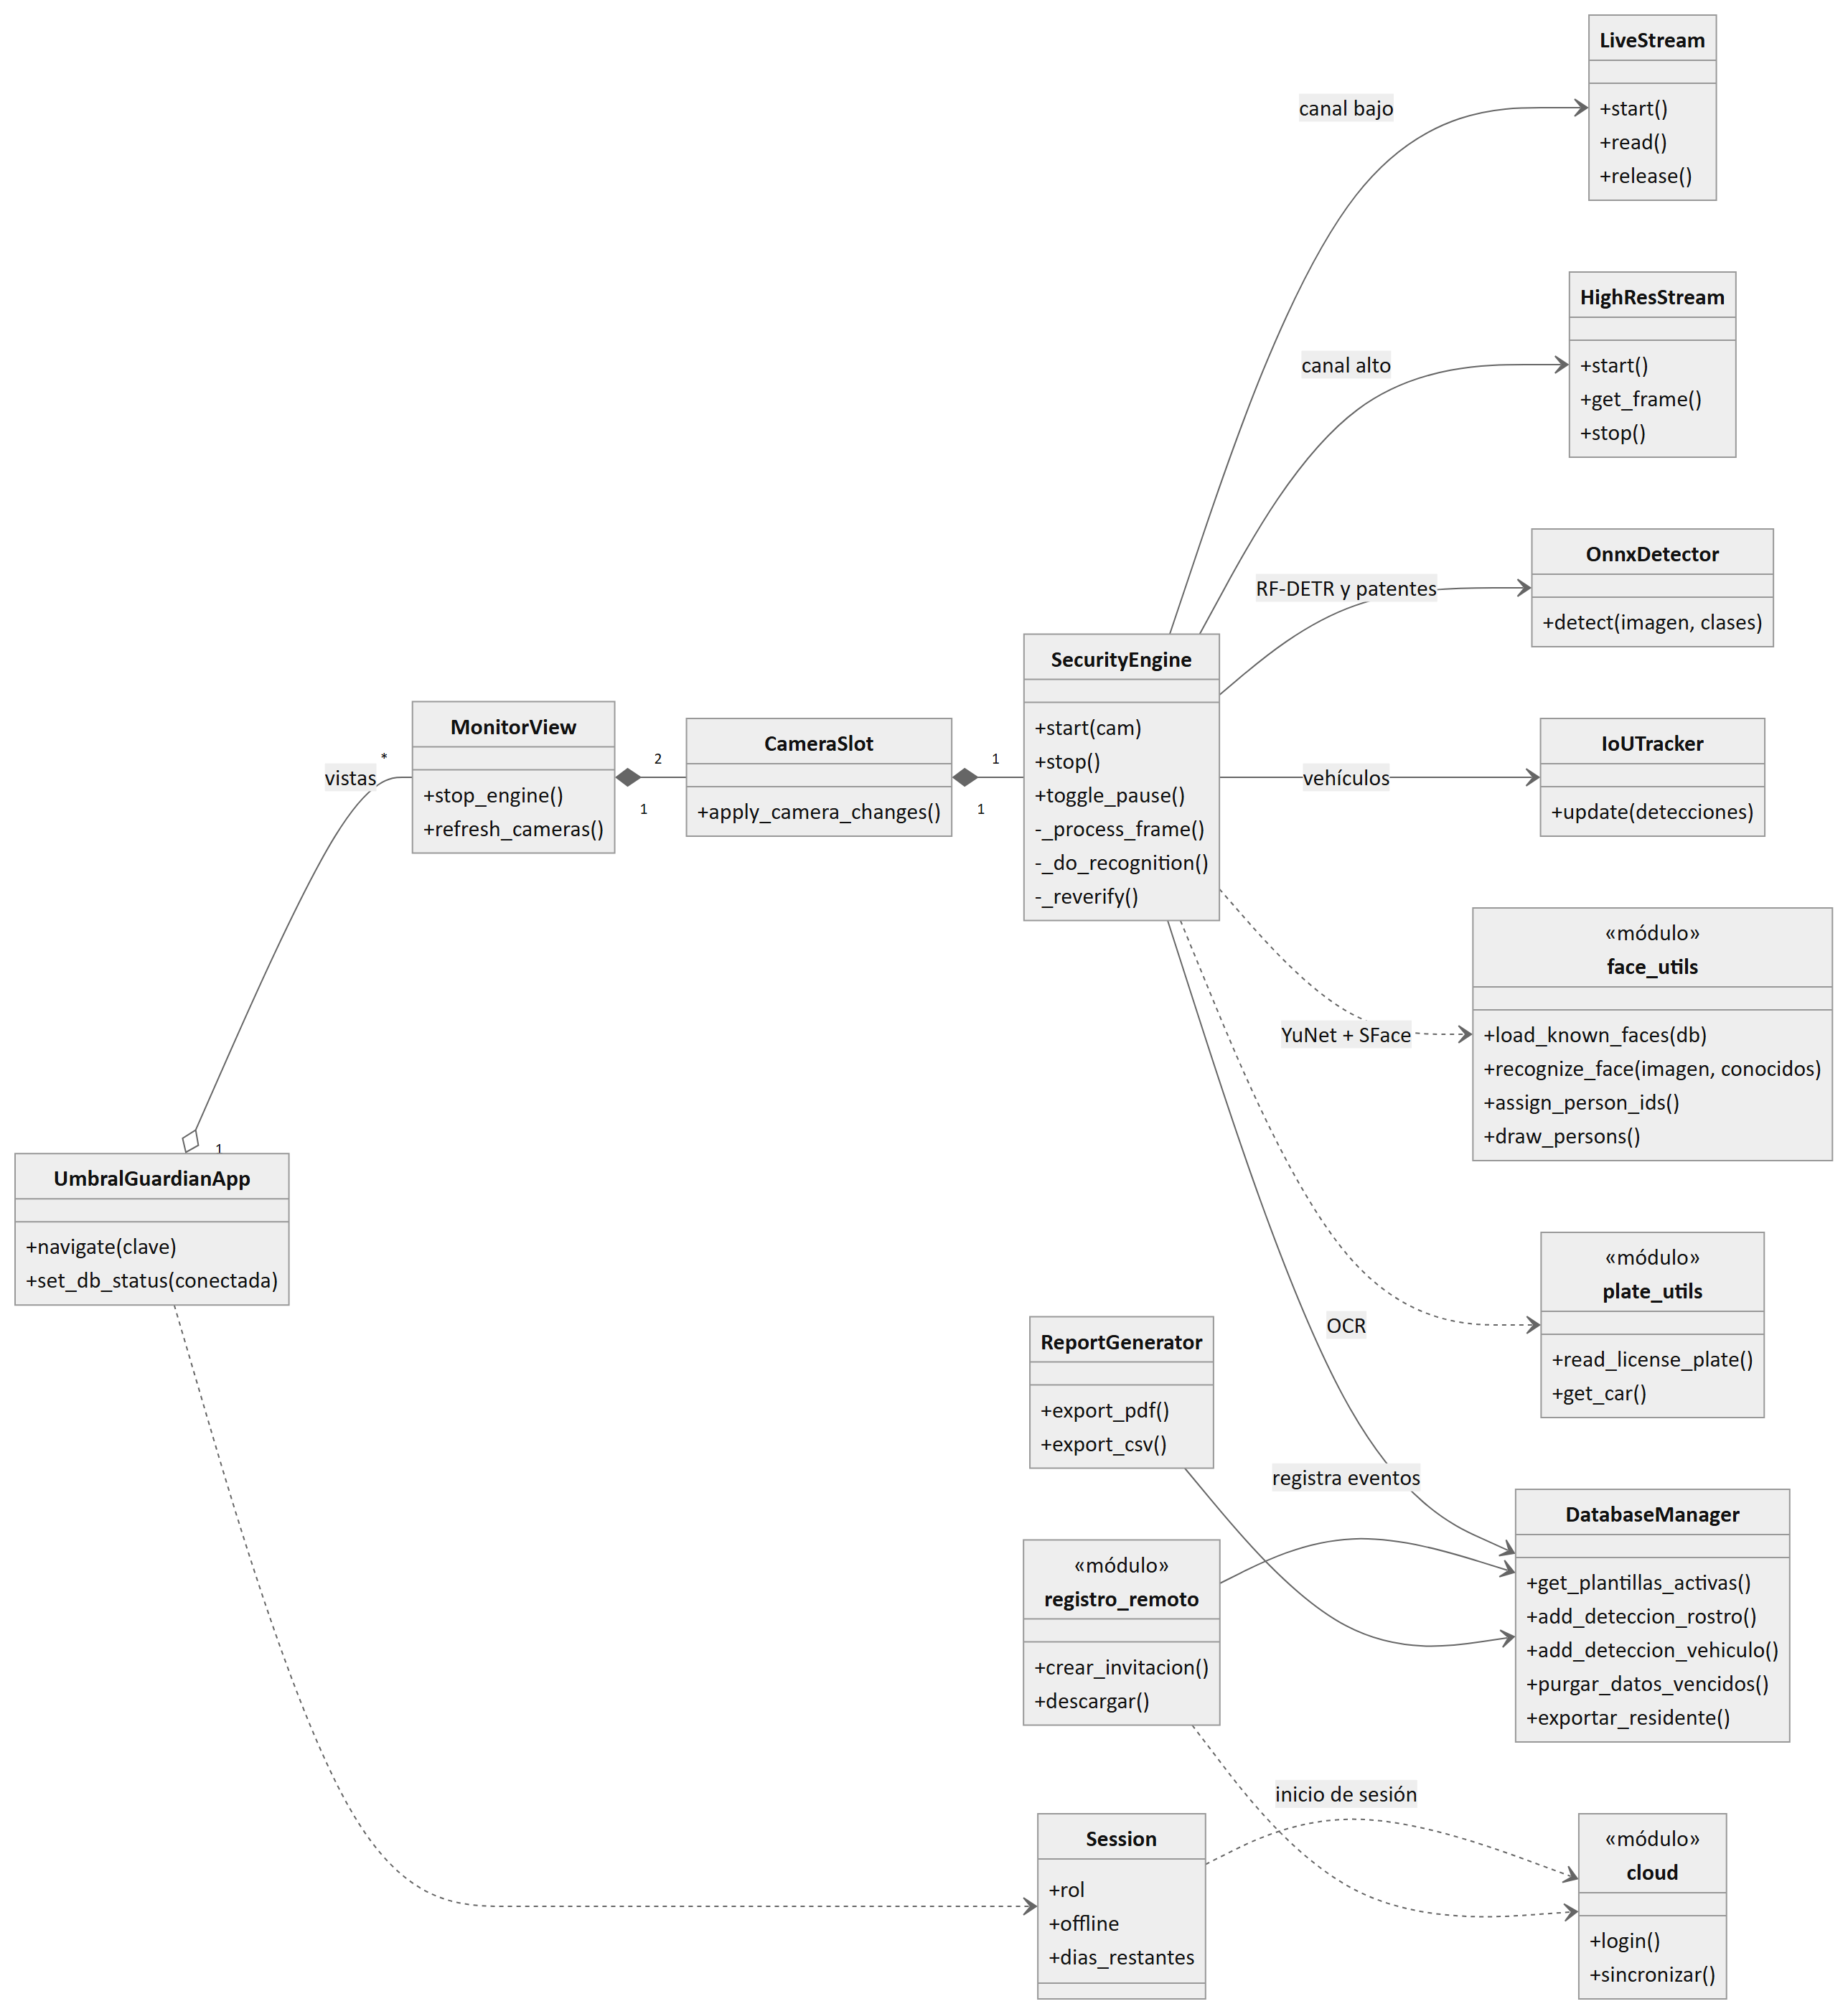 LiveStream
+start()
+read()
+release()
canal bajo
HighResStream
+start()
+get_frame()
+stop()
canal alto
OnnxDetector
+detect(imagen, clases)
RF-DETR y patentes
SecurityEngine
+start(cam)
+stop()
+toggle_pause()
-_process_frame()
-_do_recognition()
-_reverify()
MonitorView
+stop_engine()
+refresh_cameras()
CameraSlot
+apply_camera_changes()
IoUTracker
+update(detecciones)
vehículos
*
vistas
2
1
1
1
«módulo»
face_utils
+load_known_faces(db)
+recognize_face(imagen, conocidos)
+assign_person_ids()
+draw_persons()
YuNet + SFace
1
UmbralGuardianApp
+navigate(clave)
+set_db_status(conectada)
«módulo»
plate_utils
+read_license_plate()
+get_car()
OCR
ReportGenerator
+export_pdf()
+export_csv()
registra eventos
DatabaseManager
+get_plantillas_activas()
+add_deteccion_rostro()
+add_deteccion_vehiculo()
+purgar_datos_vencidos()
+exportar_residente()
«módulo»
registro_remoto
+crear_invitacion()
+descargar()
inicio de sesión
Session
+rol
+offline
+dias_restantes
«módulo»
cloud
+login()
+sincronizar()